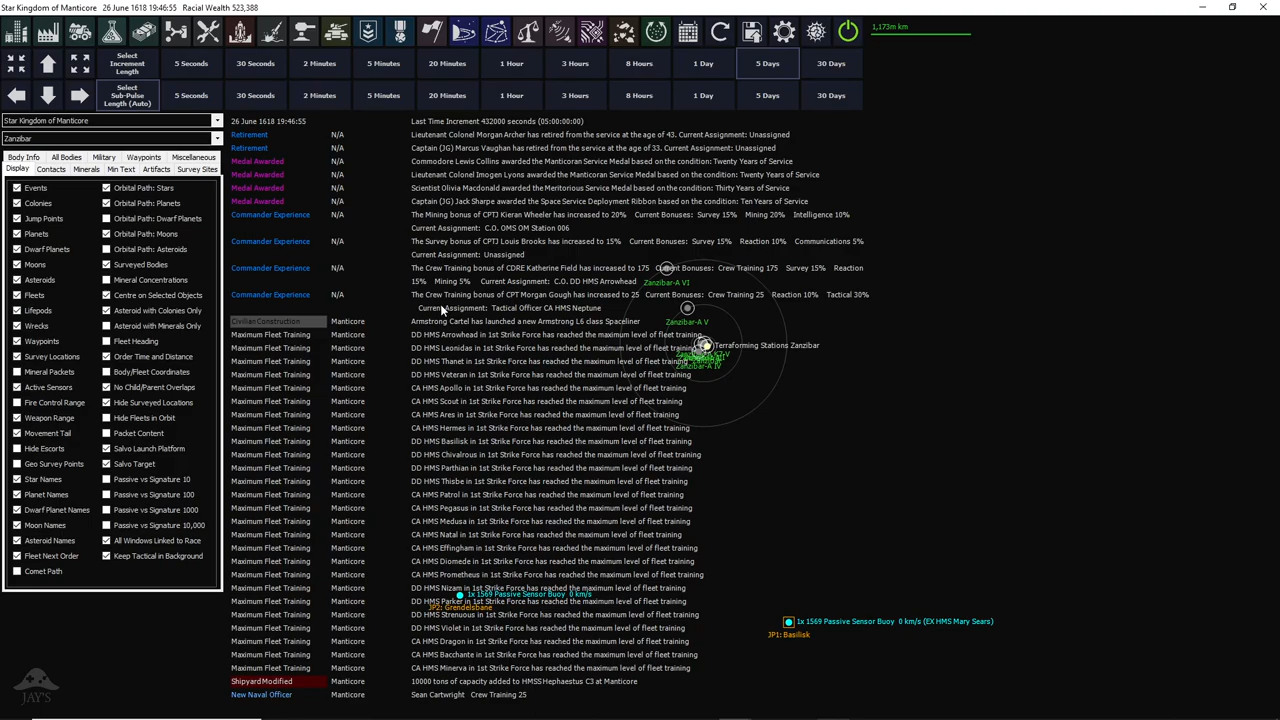 Star Kingdom of Manticore   26 June 1618 19:46:55   Racial Wealth 523,388
1,173m km
Select Increment Length
5 Seconds
30 Seconds
2 Minutes
5 Minutes
20 Minutes
1 Hour
3 Hours
8 Hours
1 Day
5 Days
30 Days
Select Sub-Pulse Length (Auto)
5 Seconds
30 Seconds
2 Minutes
5 Minutes
20 Minutes
1 Hour
3 Hours
8 Hours
1 Day
5 Days
30 Days
Star Kingdom of Manticore
Zanzibar
Body Info   All Bodies   Military   Waypoints   Miscellaneous
Display   Contacts   Minerals   Min Text   Artifacts   Survey Sites
Events   Orbital Path: Stars
Colonies   Orbital Path: Planets
Jump Points   Orbital Path: Dwarf Planets
Planets   Orbital Path: Moons
Dwarf Planets   Orbital Path: Asteroids
Moons   Surveyed Bodies
Asteroids   Mineral Concentrations
Fleets   Centre on Selected Objects
Lifepods   Asteroid with Colonies Only
Wrecks   Asteroid with Minerals Only
Waypoints   Fleet Heading
Survey Locations   Order Time and Distance
Mineral Packets   Body/Fleet Coordinates
Active Sensors   No Child/Parent Overlaps
Fire Control Range   Hide Surveyed Locations
Weapon Range   Hide Fleets in Orbit
Movement Tail   Packet Content
Hide Escorts   Salvo Launch Platform
Geo Survey Points   Salvo Target
Star Names   Passive vs Signature 10
Planet Names   Passive vs Signature 100
Dwarf Planet Names   Passive vs Signature 1000
Moon Names   Passive vs Signature 10,000
Asteroid Names   All Windows Linked to Race
Fleet Next Order   Keep Tactical in Background
Comet Path
JAY'S
26 June 1618 19:46:55   Last Time Increment 432000 seconds (05:00:00:00)
Retirement   N/A   Lieutenant Colonel Morgan Archer has retired from the service at the age of 43. Current Assignment: Unassigned
Retirement   N/A   Captain (JG) Marcus Vaughan has retired from the service at the age of 33. Current Assignment: Unassigned
Medal Awarded   N/A   Commodore Lewis Collins awarded the Manticoran Service Medal based on the condition: Twenty Years of Service
Medal Awarded   N/A   Lieutenant Colonel Imogen Lyons awarded the Manticoran Service Medal based on the condition: Twenty Years of Service
Medal Awarded   N/A   Scientist Olivia Macdonald awarded the Meritorious Service Medal based on the condition: Thirty Years of Service
Medal Awarded   N/A   Captain (JG) Jack Sharpe awarded the Space Service Deployment Ribbon based on the condition: Ten Years of Service
Commander Experience   N/A   The Mining bonus of CPTJ Kieran Wheeler has increased to 20%   Current Bonuses: Survey 15%   Mining 20%   Intelligence 10%
Current Assignment: C.O. OMS OM Station 006
Commander Experience   N/A   The Survey bonus of CPTJ Louis Brooks has increased to 15%   Current Bonuses: Survey 15%   Reaction 10%   Communications 5%
Current Assignment: Unassigned
Commander Experience   N/A   The Crew Training bonus of CDRE Katherine Field has increased to 175   Current Bonuses: Crew Training 175   Survey 15%   Reaction
15%   Mining 5%   Current Assignment: C.O. DD HMS Arrowhead
Commander Experience   N/A   The Crew Training bonus of CPT Morgan Gough has increased to 25   Current Bonuses: Crew Training 25   Reaction 10%   Tactical 30%
Current Assignment: Tactical Officer CA HMS Neptune
Civilian Construction   Manticore   Armstrong Cartel has launched a new Armstrong L6 class Spaceliner
Maximum Fleet Training   Manticore   DD HMS Arrowhead in 1st Strike Force has reached the maximum level of fleet training
Maximum Fleet Training   Manticore   DD HMS Leonidas in 1st Strike Force has reached the maximum level of fleet training
Maximum Fleet Training   Manticore   DD HMS Thanet in 1st Strike Force has reached the maximum level of fleet training
Maximum Fleet Training   Manticore   DD HMS Veteran in 1st Strike Force has reached the maximum level of fleet training
Maximum Fleet Training   Manticore   CA HMS Apollo in 1st Strike Force has reached the maximum level of fleet training
Maximum Fleet Training   Manticore   CA HMS Scout in 1st Strike Force has reached the maximum level of fleet training
Maximum Fleet Training   Manticore   CA HMS Ares in 1st Strike Force has reached the maximum level of fleet training
Maximum Fleet Training   Manticore   CA HMS Hermes in 1st Strike Force has reached the maximum level of fleet training
Maximum Fleet Training   Manticore   DD HMS Basilisk in 1st Strike Force has reached the maximum level of fleet training
Maximum Fleet Training   Manticore   DD HMS Chivalrous in 1st Strike Force has reached the maximum level of fleet training
Maximum Fleet Training   Manticore   DD HMS Parthian in 1st Strike Force has reached the maximum level of fleet training
Maximum Fleet Training   Manticore   DD HMS Thisbe in 1st Strike Force has reached the maximum level of fleet training
Maximum Fleet Training   Manticore   CA HMS Patrol in 1st Strike Force has reached the maximum level of fleet training
Maximum Fleet Training   Manticore   CA HMS Pegasus in 1st Strike Force has reached the maximum level of fleet training
Maximum Fleet Training   Manticore   CA HMS Medusa in 1st Strike Force has reached the maximum level of fleet training
Maximum Fleet Training   Manticore   CA HMS Natal in 1st Strike Force has reached the maximum level of fleet training
Maximum Fleet Training   Manticore   CA HMS Effingham in 1st Strike Force has reached the maximum level of fleet training
Maximum Fleet Training   Manticore   CA HMS Diomede in 1st Strike Force has reached the maximum level of fleet training
Maximum Fleet Training   Manticore   CA HMS Prometheus in 1st Strike Force has reached the maximum level of fleet training
Maximum Fleet Training   Manticore   DD HMS Nizam in 1st Strike Force has reached the maximum level of fleet training
Maximum Fleet Training   Manticore   DD HMS Parker in 1st Strike Force has reached the maximum level of fleet training
Maximum Fleet Training   Manticore   DD HMS Strenuous in 1st Strike Force has reached the maximum level of fleet training
Maximum Fleet Training   Manticore   DD HMS Violet in 1st Strike Force has reached the maximum level of fleet training
Maximum Fleet Training   Manticore   CA HMS Dragon in 1st Strike Force has reached the maximum level of fleet training
Maximum Fleet Training   Manticore   CA HMS Bacchante in 1st Strike Force has reached the maximum level of fleet training
Maximum Fleet Training   Manticore   CA HMS Minerva in 1st Strike Force has reached the maximum level of fleet training
Shipyard Modified   Manticore   10000 tons of capacity added to HMSS Hephaestus C3 at Manticore
New Naval Officer   Manticore   Sean Cartwright   Crew Training 25
Zanzibar-A VI
Zanzibar-A V
Terraforming Stations Zanzibar
Zanzibar-A IV
1x 1569 Passive Sensor Buoy 0 km/s
JP2: Grendelsbane
1x 1569 Passive Sensor Buoy 0 km/s (EX HMS Mary Sears)
JP1: Basilisk